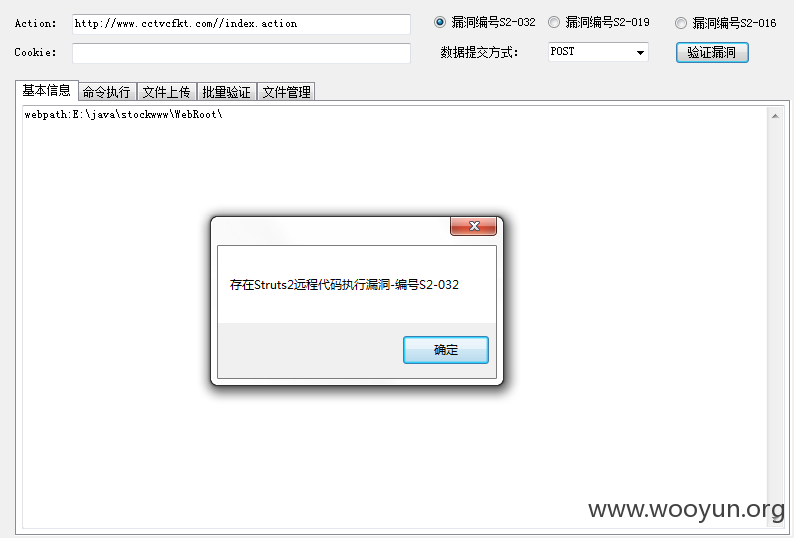 Action: http://www.cctvcfkt.com//index.action 漏洞编号S2-032 漏洞编号S2-019 漏洞编号S2-016
Cookie: 数据提交方式: POST 验证漏洞
基本信息 命令执行 文件上传 批量验证 文件管理
webpath:E:\java\stockwww\WebRoot\
存在Struts2远程代码执行漏洞-编号S2-032
确定
www.wooyun.org